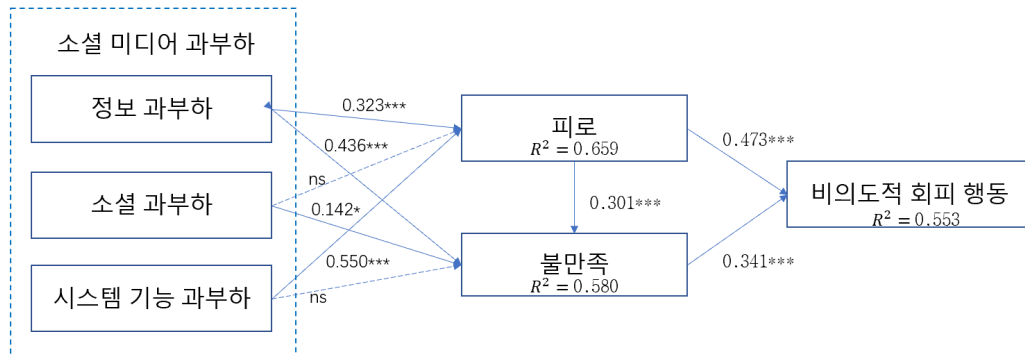 소셜 미디어 과부하
정보 과부하
소셜 과부하
시스템 기능 과부하
0.323***
0.436***
ns
0.142*
0.550***
ns
피로
R² = 0.659
0.301***
불만족
R² = 0.580
0.473***
0.341***
비의도적 회피 행동
R² = 0.553